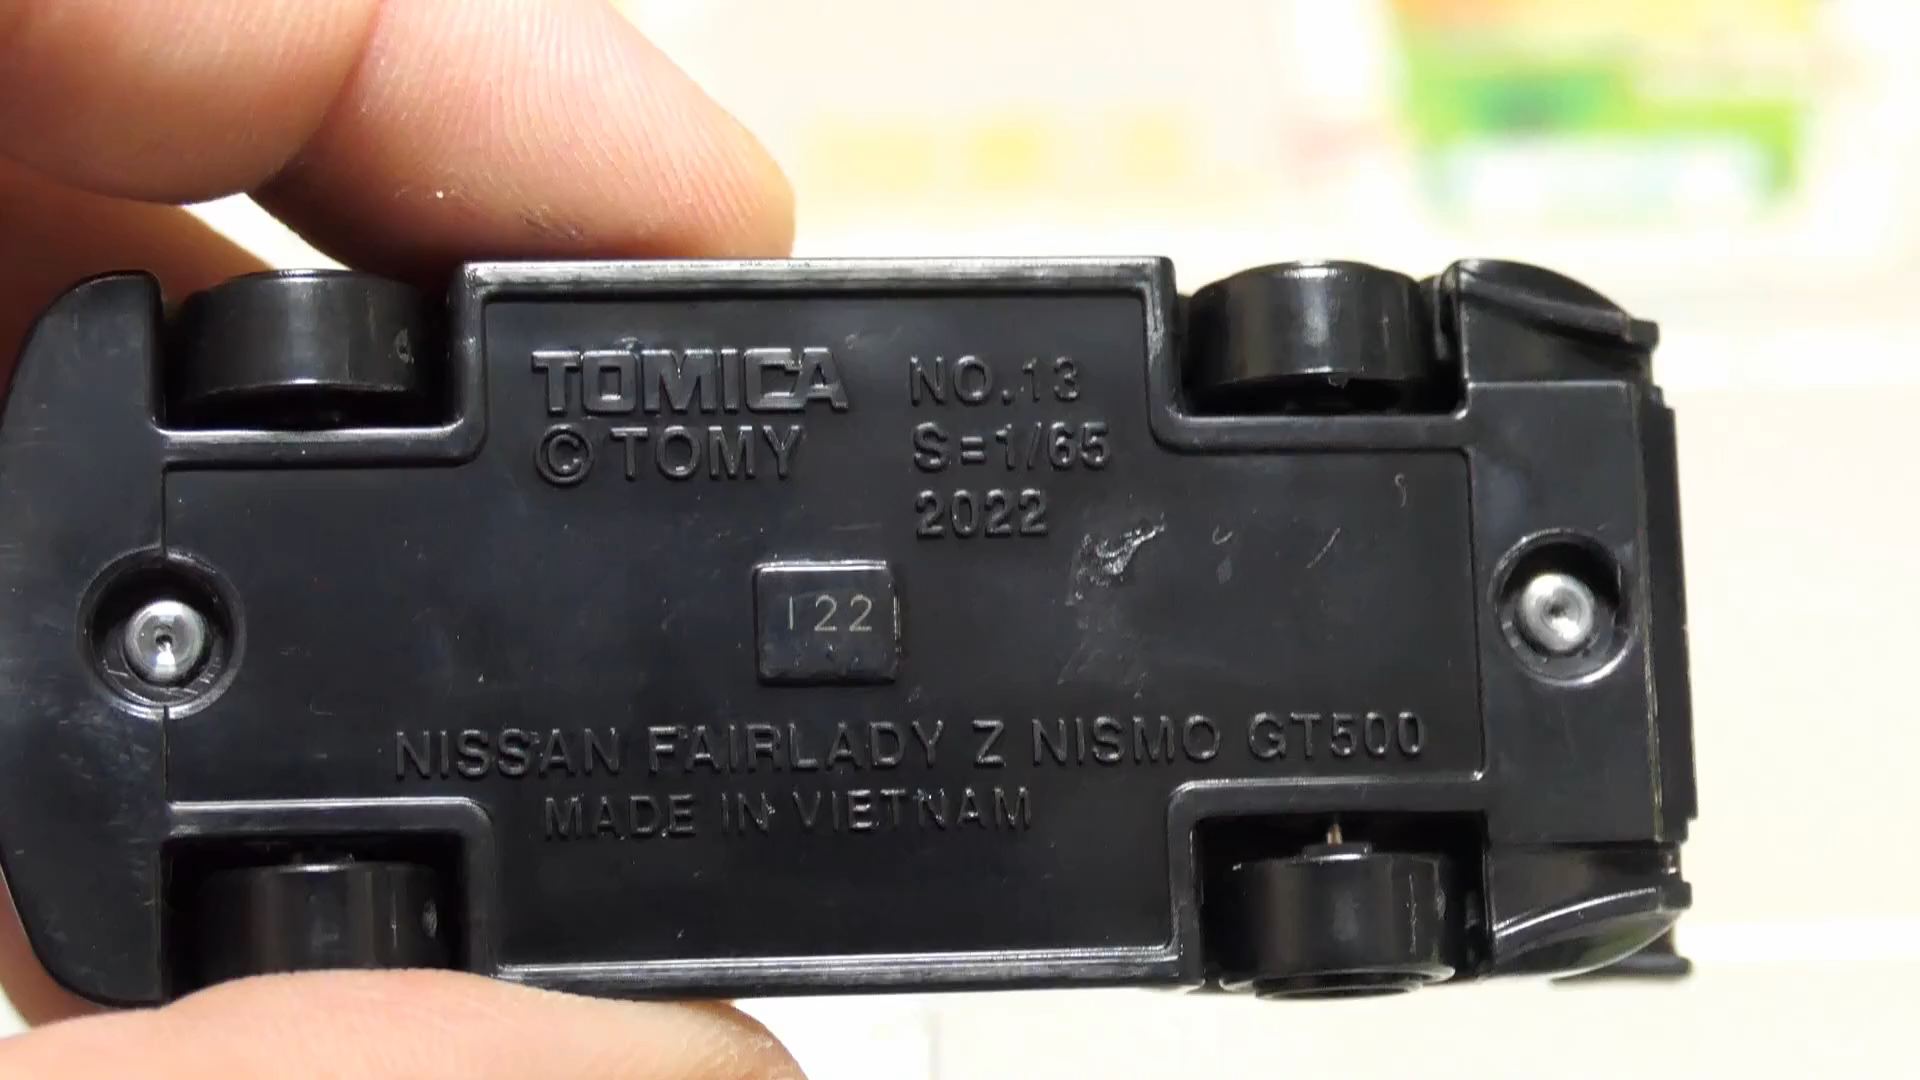 TOMICA NO.13
© TOMY S=1/65
2022
122
NISSAN FAIRLADY Z NISMO GT500
MADE IN VIETNAM